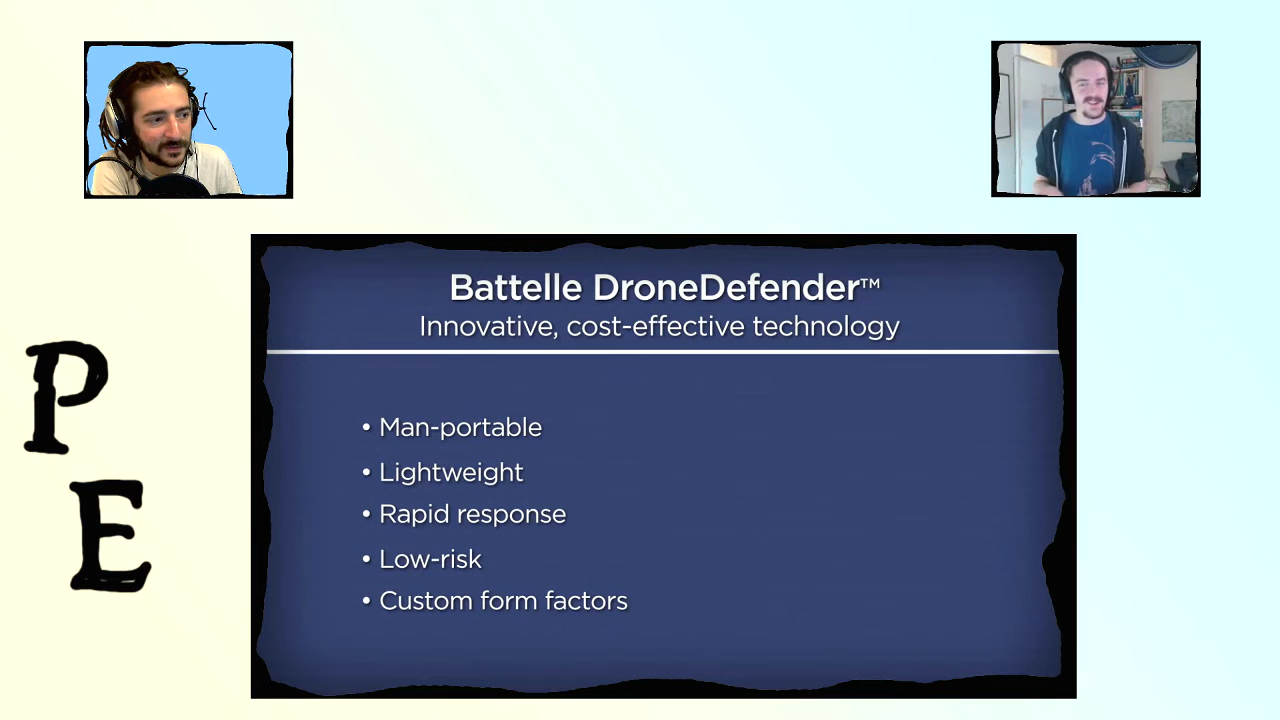 Battelle DroneDefender™
Innovative, cost-effective technology
• Man-portable
• Lightweight
• Rapid response
• Low-risk
• Custom form factors
P
E